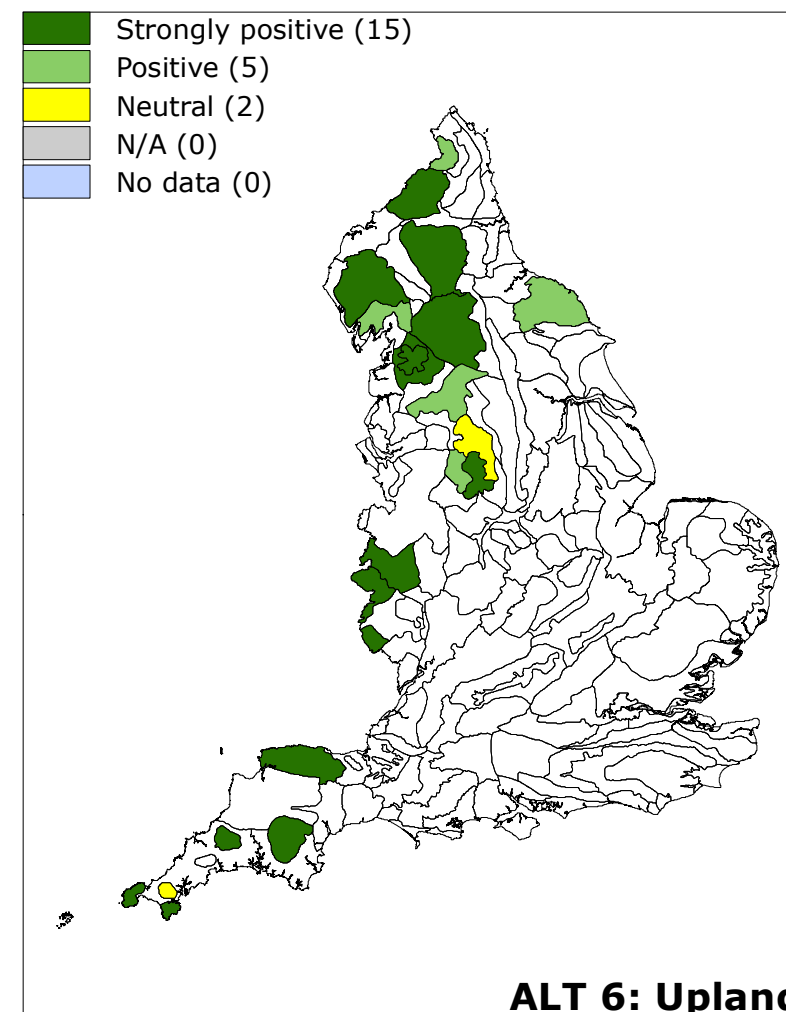 Strongly positive (15)
Positive (5)
Neutral (2)
N/A (0)
No data (0)
ALT 6: Upland